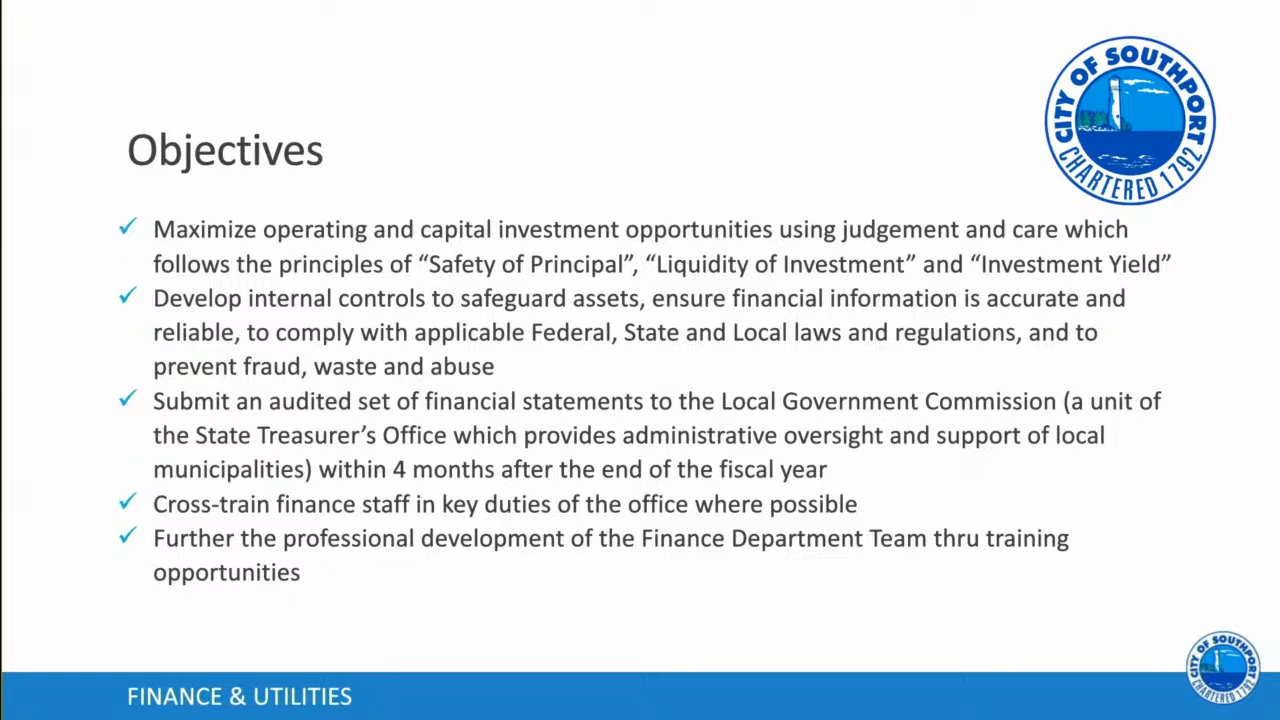 CITY OF SOUTHPORT
CHARTERED 1792
Objectives
Maximize operating and capital investment opportunities using judgement and care which
follows the principles of “Safety of Principal”, “Liquidity of Investment” and “Investment Yield”
Develop internal controls to safeguard assets, ensure financial information is accurate and
reliable, to comply with applicable Federal, State and Local laws and regulations, and to
prevent fraud, waste and abuse
Submit an audited set of financial statements to the Local Government Commission (a unit of
the State Treasurer’s Office which provides administrative oversight and support of local
municipalities) within 4 months after the end of the fiscal year
Cross-train finance staff in key duties of the office where possible
Further the professional development of the Finance Department Team thru training
opportunities
FINANCE & UTILITIES
CITY OF SOUTHPORT
CHARTERED 1792